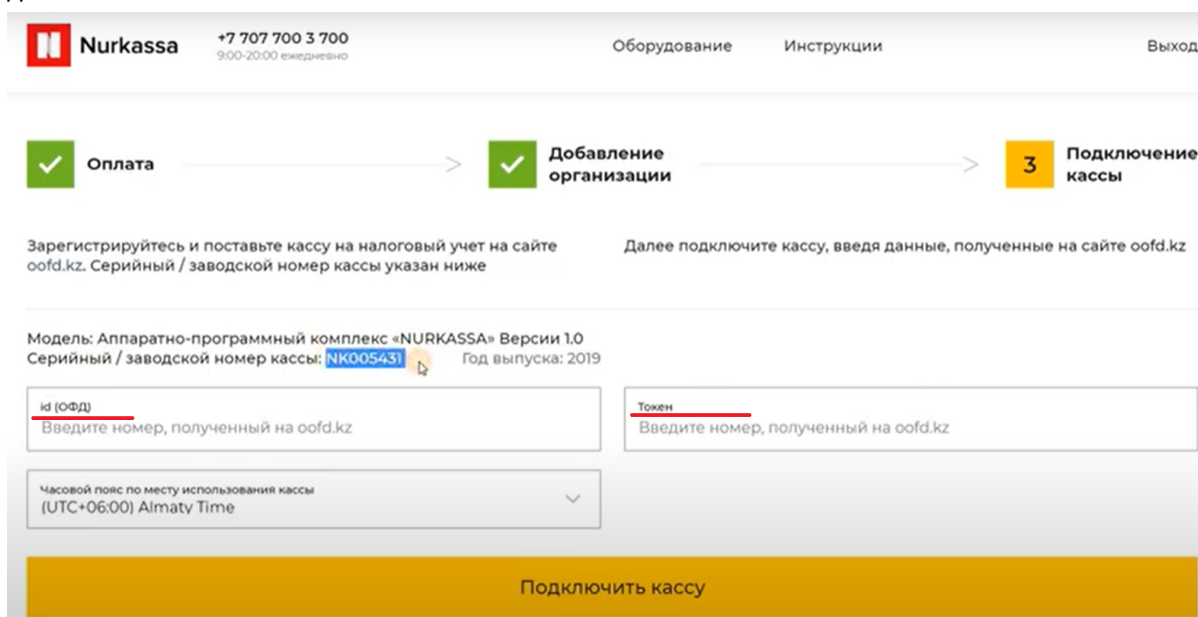 Nurkassa
+7 707 700 3 700
9:00-20:00 ежедневно
Оборудование
Инструкции
Выход
Оплата
Добавление
организации
3
Подключение
кассы
Зарегистрируйтесь и поставьте кассу на налоговый учет на сайте
oofd.kz. Серийный / заводской номер кассы указан ниже
Далее подключите кассу, введя данные, полученные на сайте oofd.kz
Модель: Аппаратно-программный комплекс «NURKASSA» Версии 1.0
Серийный / заводской номер кассы: NK005431 Год выпуска: 2019
id (ОФД)
Введите номер, полученный на oofd.kz
Токен
Введите номер, полученный на oofd.kz
Часовой пояс по месту использования кассы
(UTC+06:00) Almaty Time
Подключить кассу